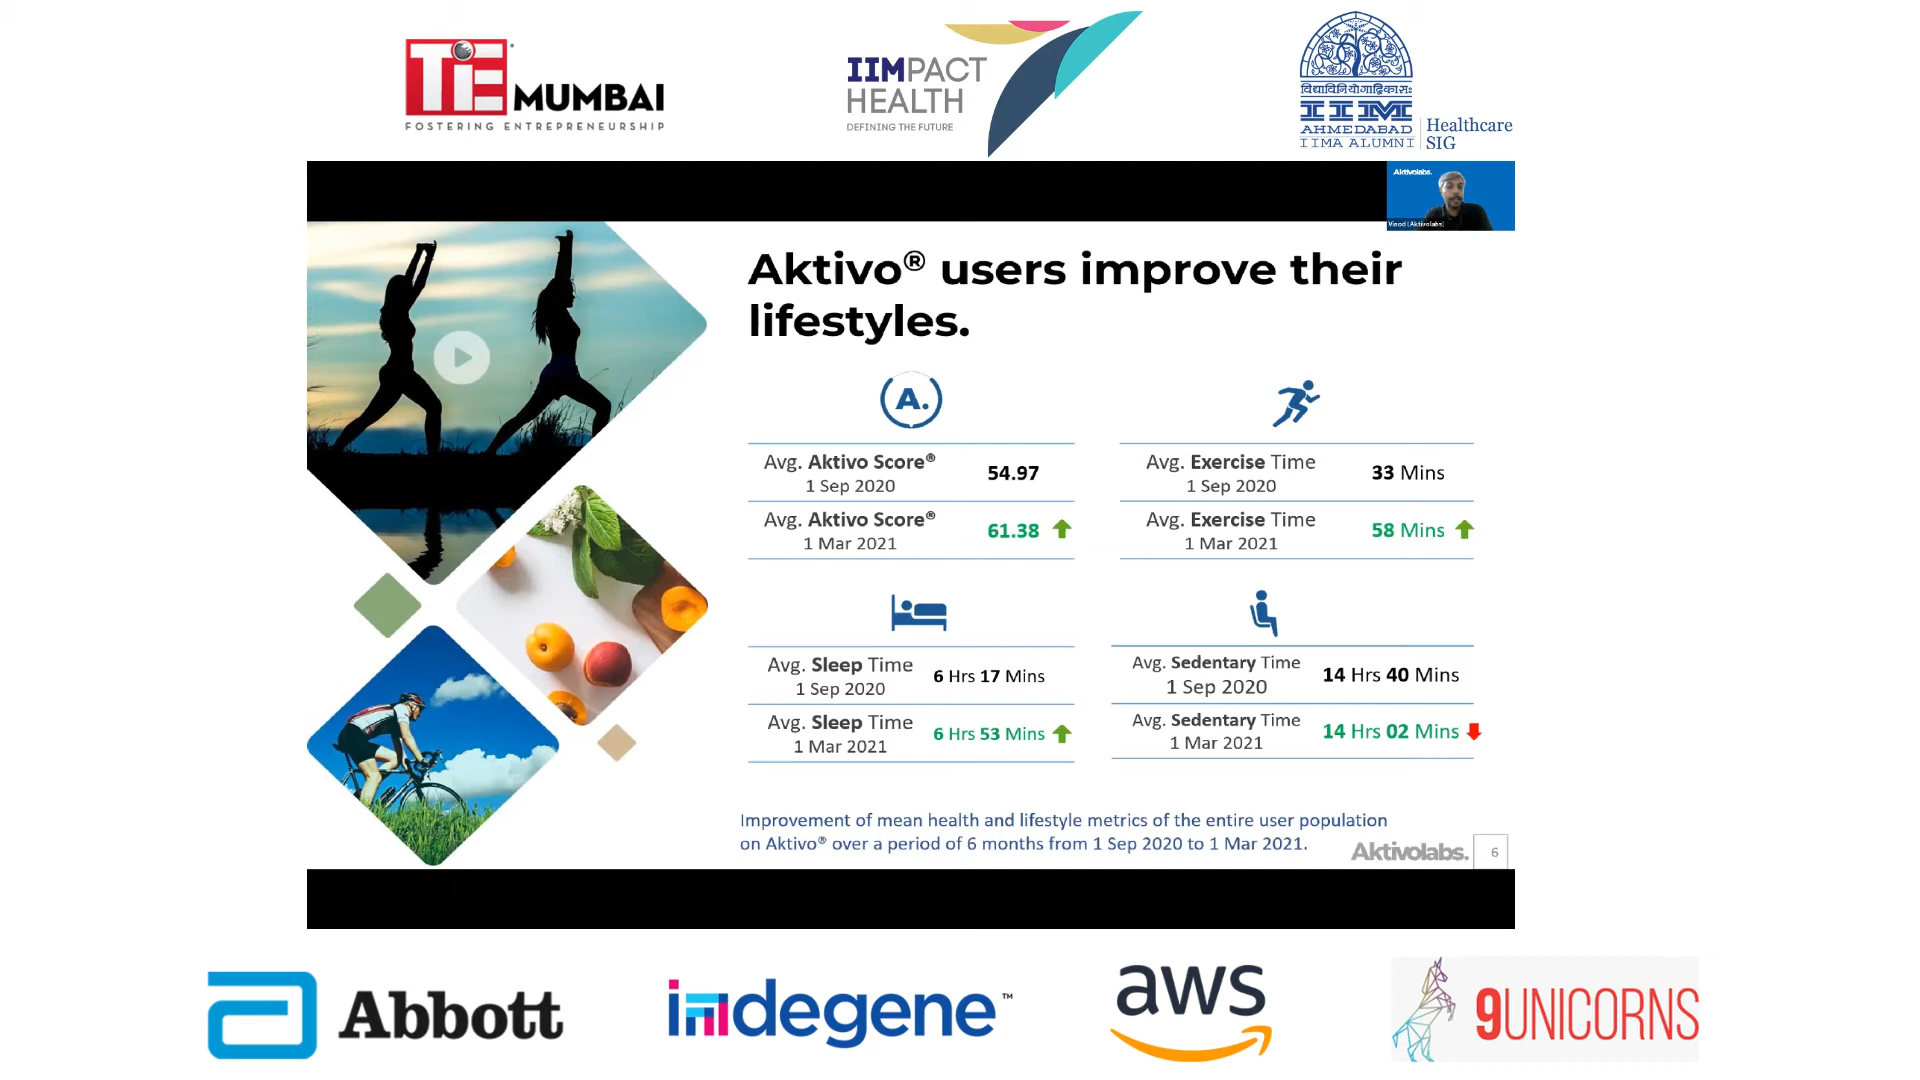 TiE MUMBAI
FOSTERING ENTREPRENEURSHIP
IIMPACT
HEALTH
DEFINING THE FUTURE
विद्याविनियोगाद्विकासः
IIM
AHMEDABAD
IIMA ALUMNI
Healthcare
SIG
Aktivolabs.
Vinod | Aktivolabs|
Aktivo® users improve their
lifestyles.
A.
Avg. Aktivo Score®
1 Sep 2020
54.97
Avg. Aktivo Score®
1 Mar 2021
61.38
Avg. Exercise Time
1 Sep 2020
33 Mins
Avg. Exercise Time
1 Mar 2021
58 Mins
Avg. Sleep Time
1 Sep 2020
6 Hrs 17 Mins
Avg. Sleep Time
1 Mar 2021
6 Hrs 53 Mins
Avg. Sedentary Time
1 Sep 2020
14 Hrs 40 Mins
Avg. Sedentary Time
1 Mar 2021
14 Hrs 02 Mins
Improvement of mean health and lifestyle metrics of the entire user population
on Aktivo® over a period of 6 months from 1 Sep 2020 to 1 Mar 2021.
Aktivolabs.
6
Abbott
indegene™
aws
9UNICORNS